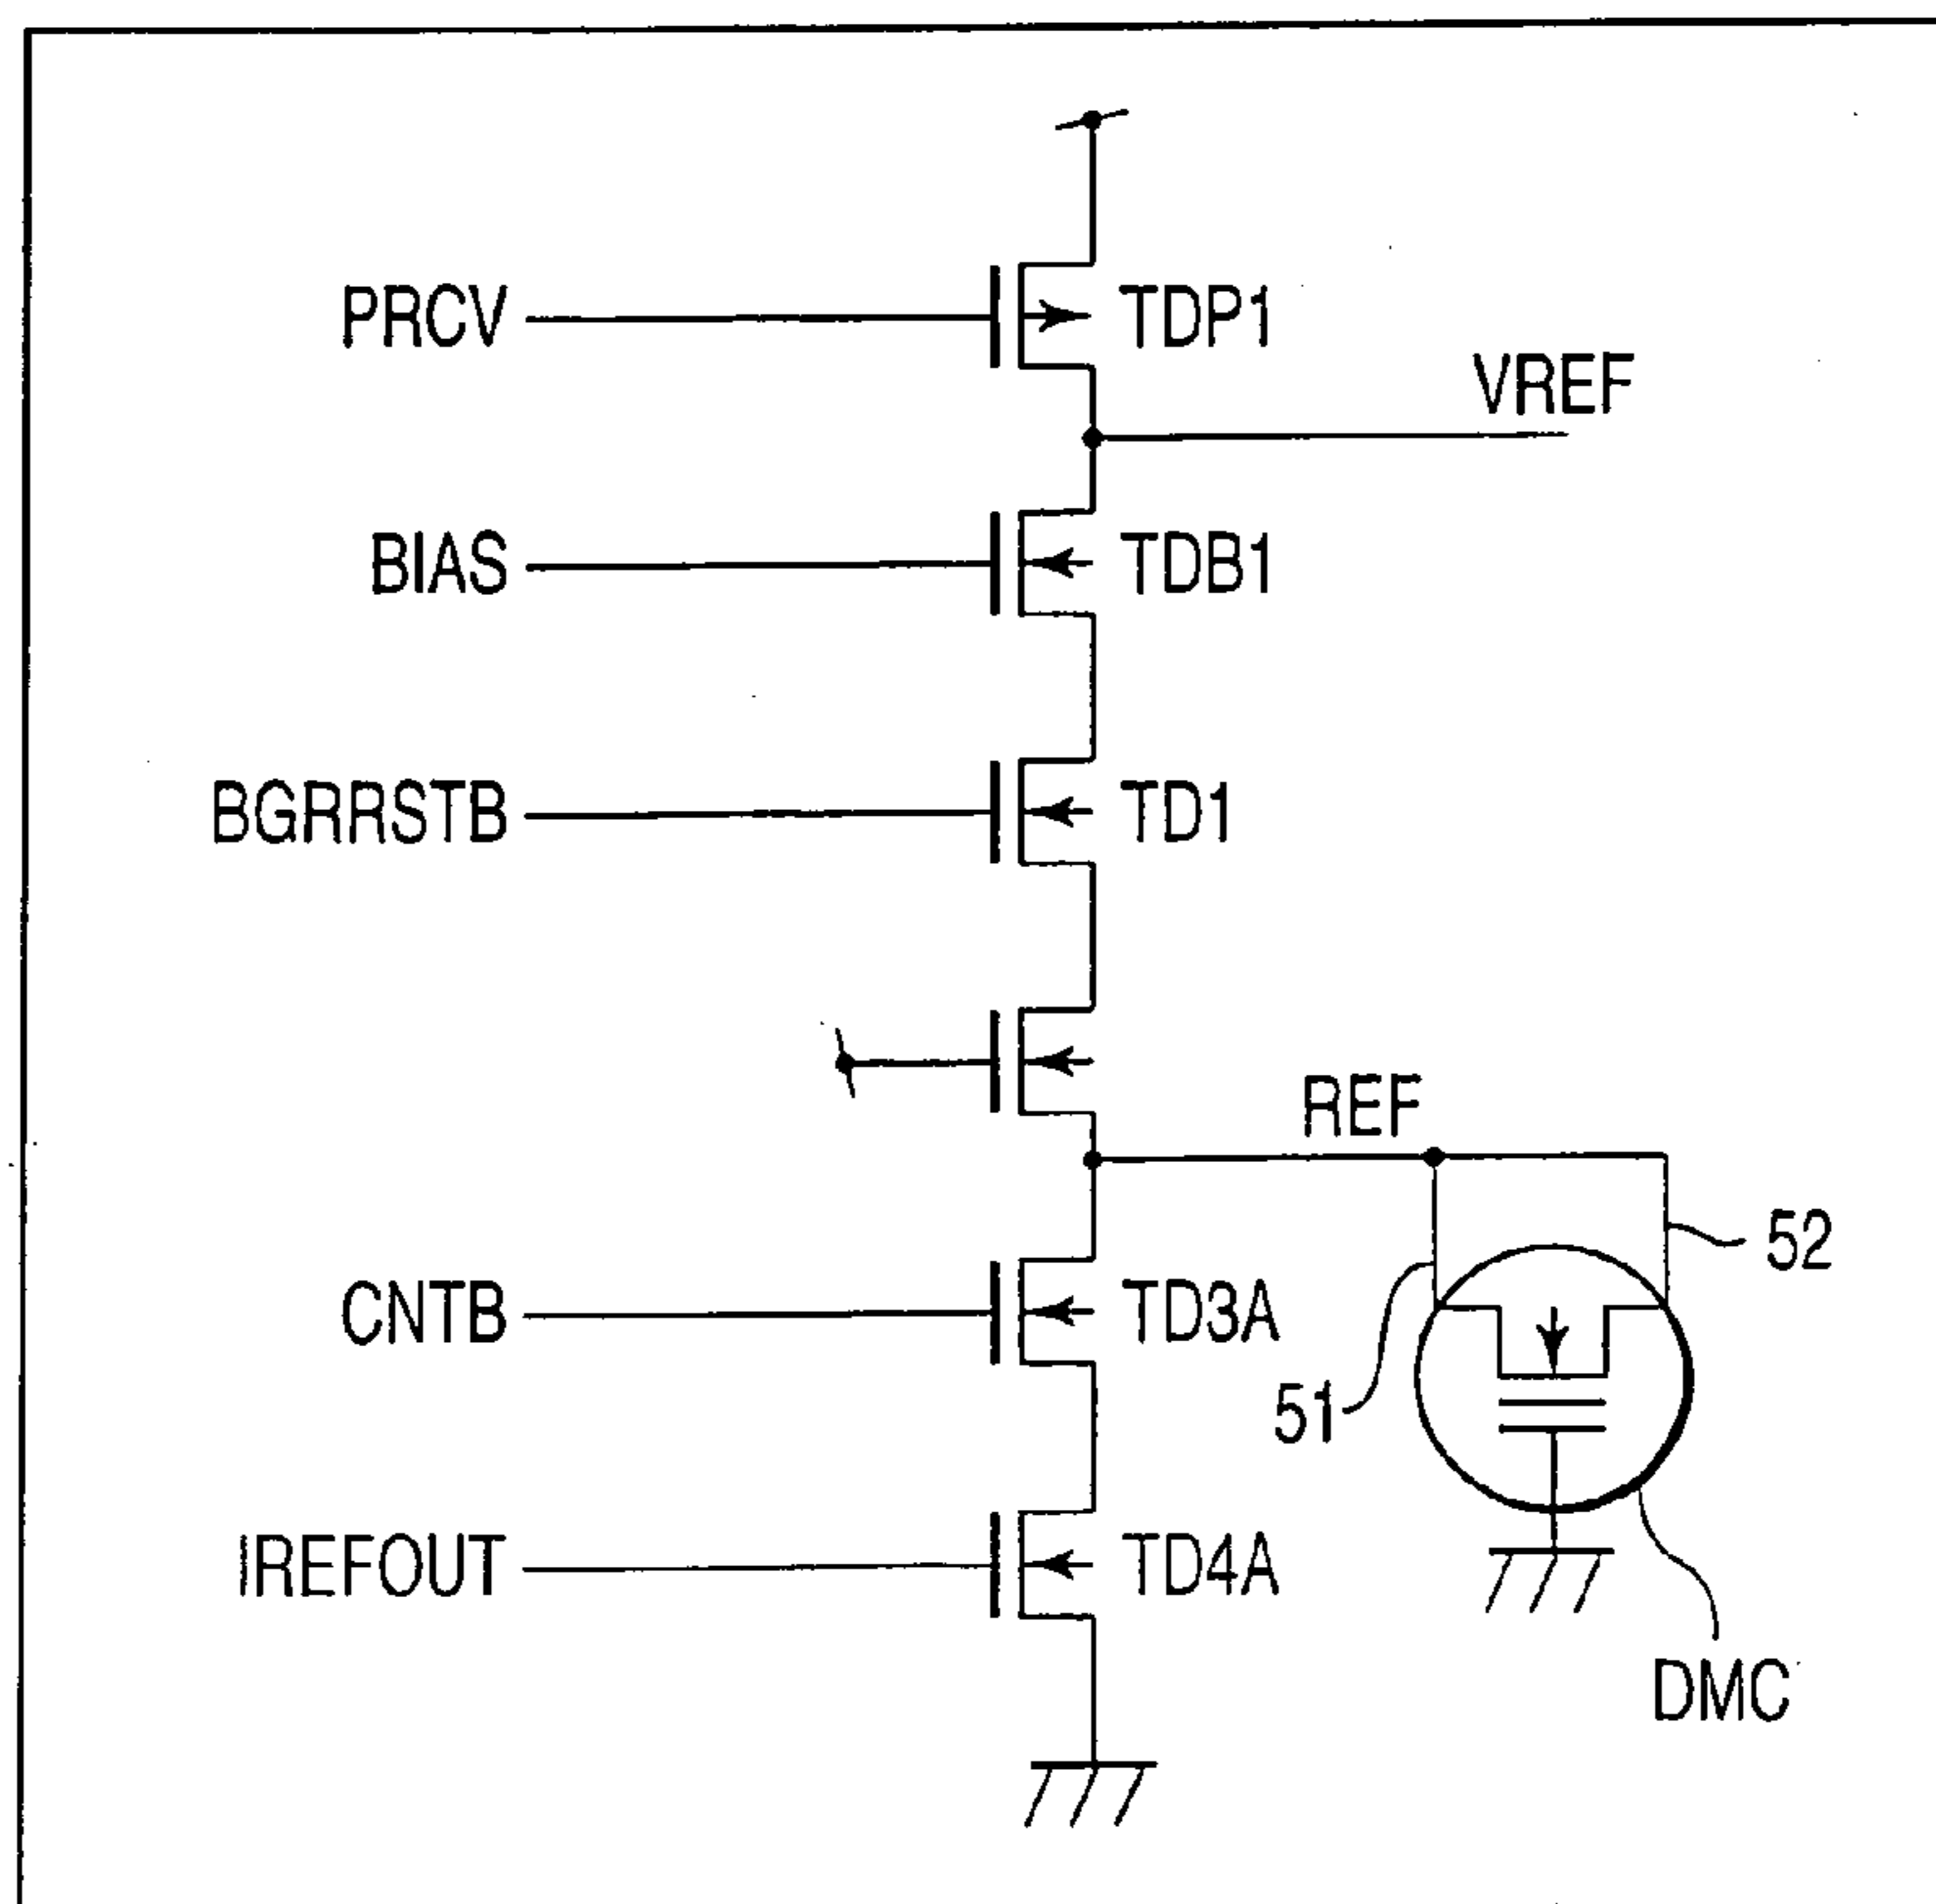 PRCV
TDP1
VREF
BIAS
TDB1
BGRRSTB
TD1
REF
52
CNTB
TD3A
51
IREFOUT
TD4A
DMC